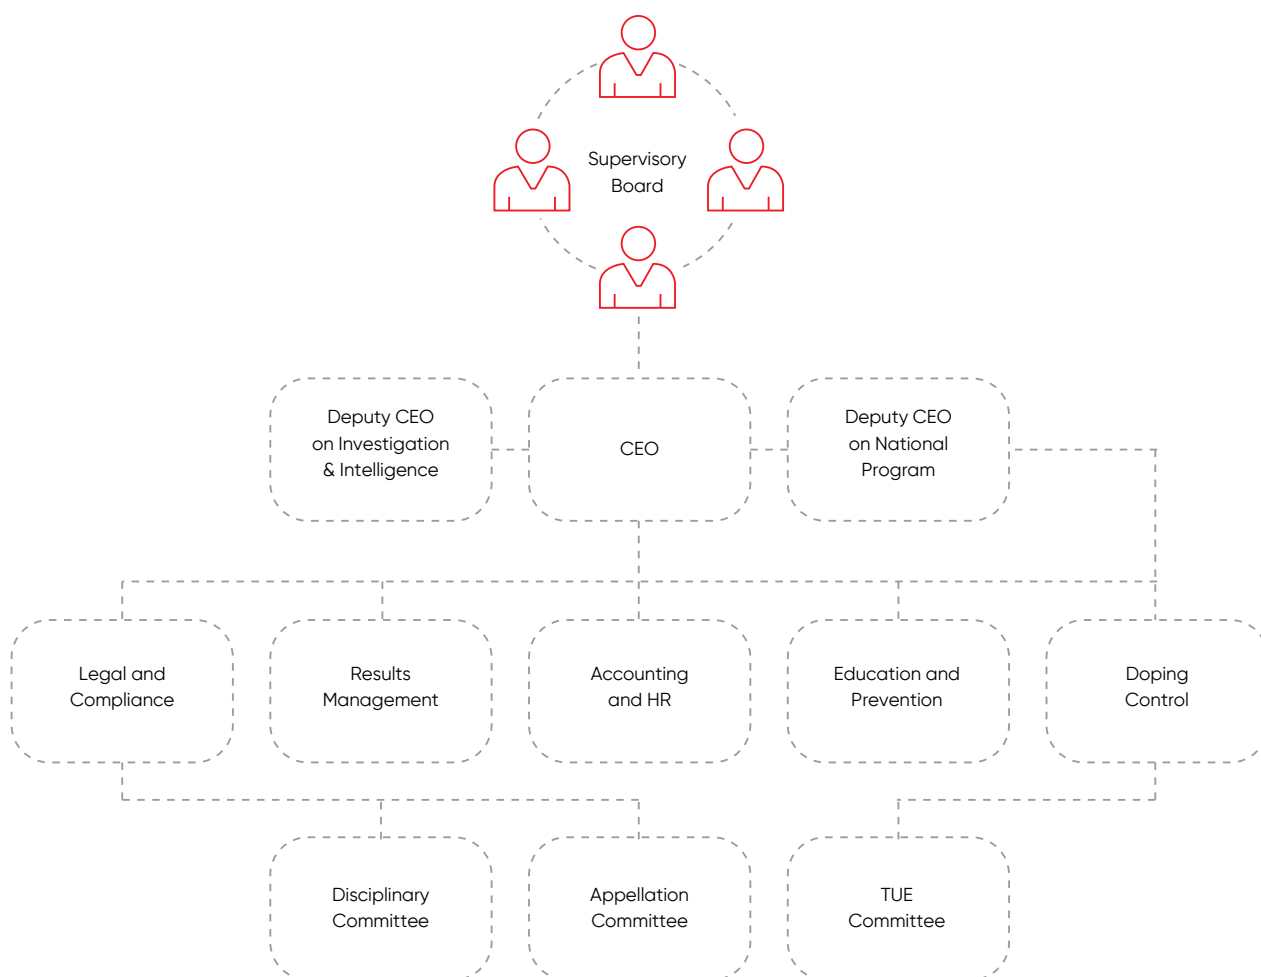 Supervisory
Board
Deputy CEO
on Investigation
& Intelligence
CEO
Deputy CEO
on National
Program
Legal and
Compliance
Results
Management
Accounting
and HR
Education and
Prevention
Doping
Control
Disciplinary
Committee
Appellation
Committee
TUE
Committee